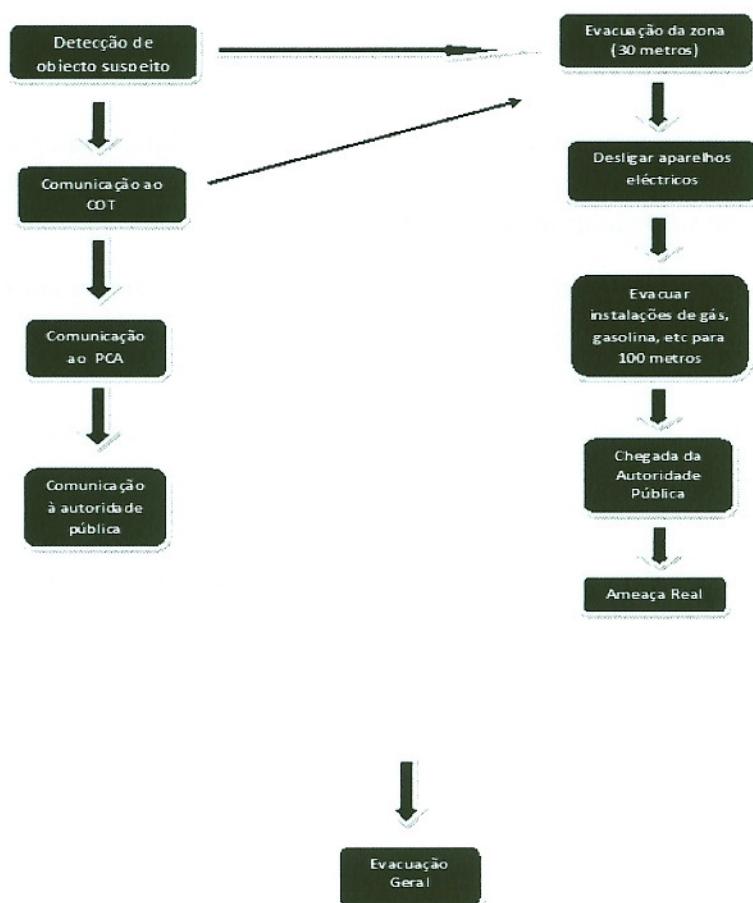 Detecção de
objecto suspeito
Comunicação ao
COT
Comunicação
ao PCA
Comunicação
à autoridade
pública
Evacuação da zona
(30 metros)
Desligar aparelhos
eléctricos
Evacuar
instalações de gás,
gasolina, etc para
100 metros
Chegada da
Autoridade
Pública
Ameaça Real
Evacuação
Geral